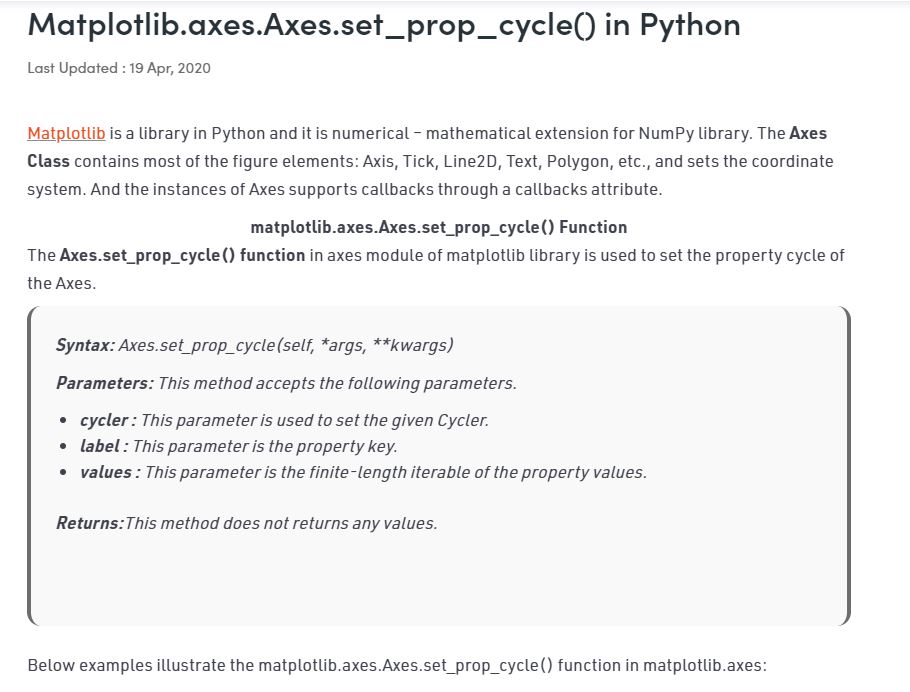 Matplotlib.axes.Axes.set_prop_cycle() in Python
Last Updated : 19 Apr, 2020
Matplotlib is a library in Python and it is numerical – mathematical extension for NumPy library. The Axes
Class contains most of the figure elements: Axis, Tick, Line2D, Text, Polygon, etc., and sets the coordinate
system. And the instances of Axes supports callbacks through a callbacks attribute.
matplotlib.axes.Axes.set_prop_cycle() Function
The Axes.set_prop_cycle() function in axes module of matplotlib library is used to set the property cycle of
the Axes.
Syntax: Axes.set_prop_cycle(self, *args, **kwargs)
Parameters: This method accepts the following parameters.
• cycler : This parameter is used to set the given Cycler.
• label : This parameter is the property key.
• values : This parameter is the finite-length iterable of the property values.
Returns:This method does not returns any values.
Below examples illustrate the matplotlib.axes.Axes.set_prop_cycle() function in matplotlib.axes: